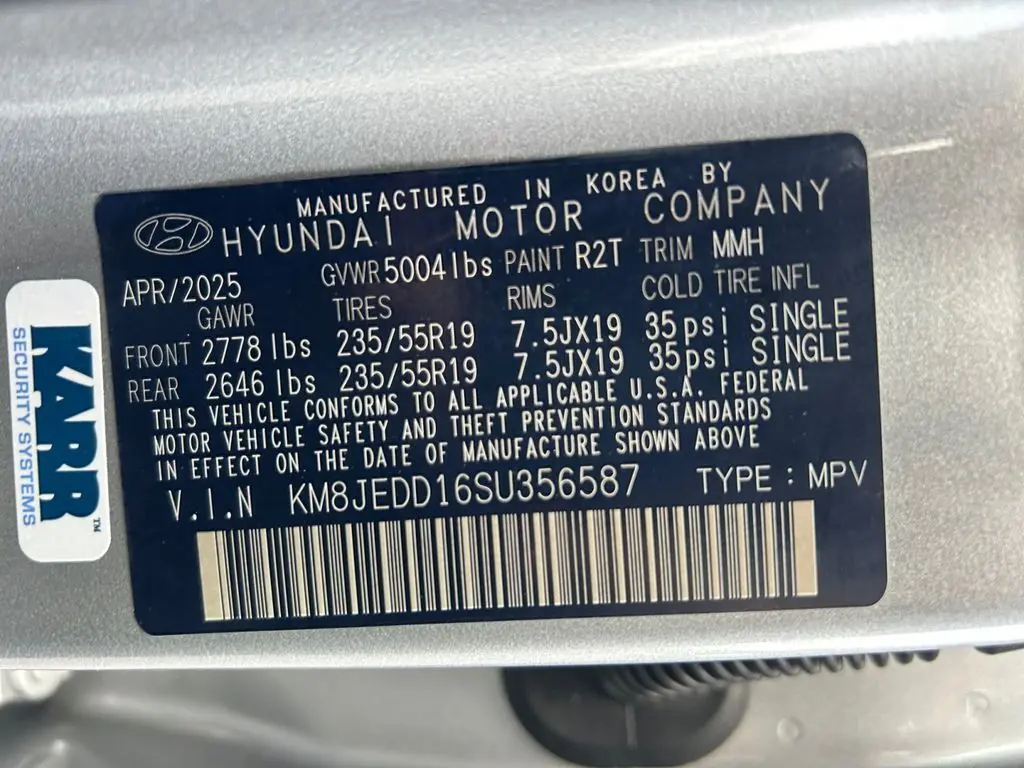 MANUFACTURED IN KOREA BY
HYUNDAI MOTOR COMPANY
APR/2025 GVWR 5004lbs PAINT R2T TRIM MMH
GAWR TIRES RIMS COLD TIRE INFL
FRONT 2778 lbs 235/55R19 7.5JX19 35psi SINGLE
REAR 2646 lbs 235/55R19 7.5JX19 35psi SINGLE
THIS VEHICLE CONFORMS TO ALL APPLICABLE U.S.A. FEDERAL
MOTOR VEHICLE SAFETY AND THEFT PREVENTION STANDARDS
IN EFFECT ON THE DATE OF MANUFACTURE SHOWN ABOVE
V.I.N KM8JEDD16SU356587 TYPE : MPV
KARR™
SECURITY SYSTEMS